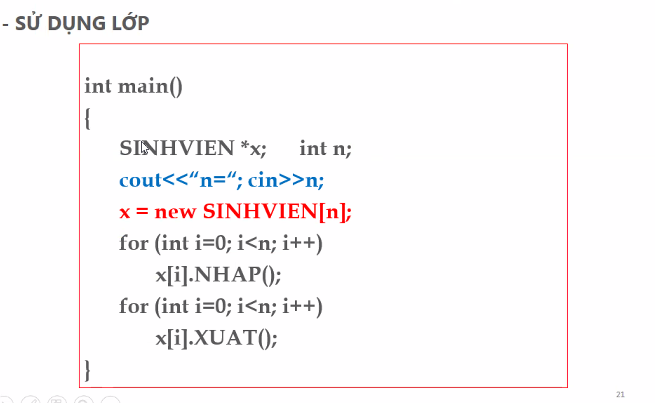 - SỬ DỤNG LỚP
int main()
{
SINHVIEN *x; int n;
cout<<“n=“; cin>>n;
x = new SINHVIEN[n];
for (int i=0; i<n; i++)
x[i].NHAP();
for (int i=0; i<n; i++)
x[i].XUAT();
}
21